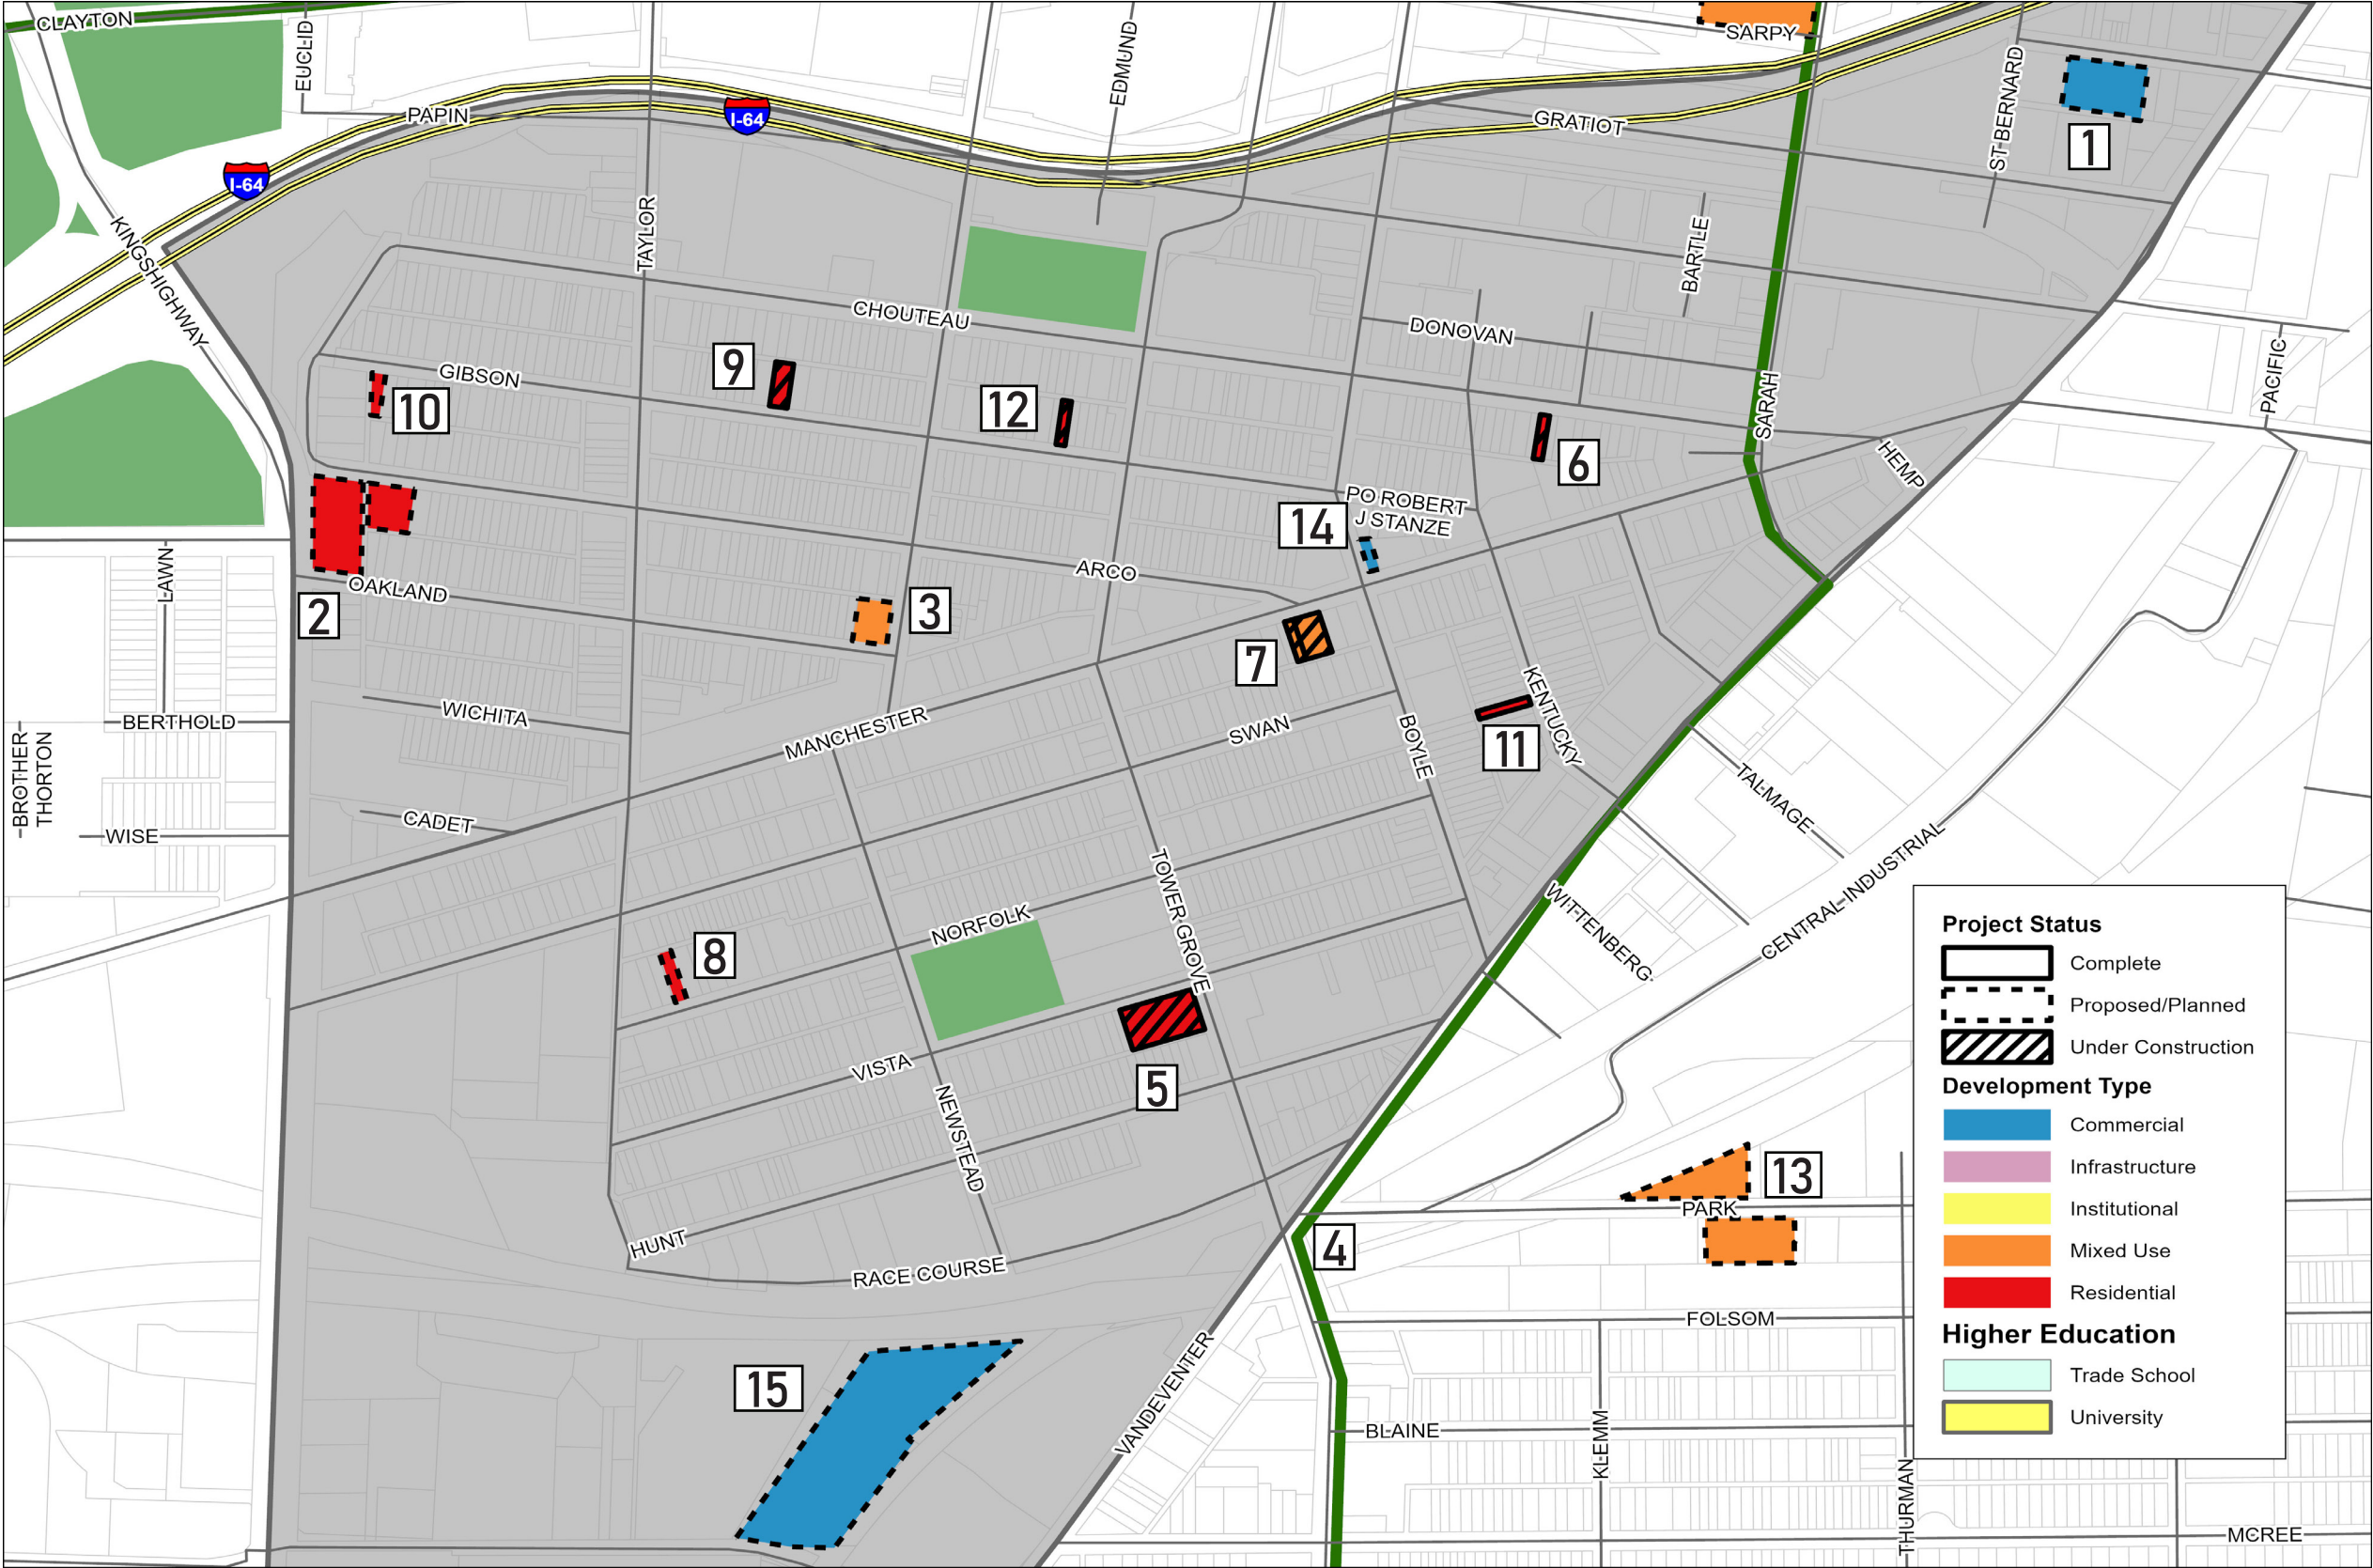 CLAYTON
EUCLID
EDMUND
SARPY
ST BERNARD
PAPIN
I-64
GRATIOT
1
I-64
KINGSHIGHWAY
TAYLOR
BARTLE
CHOUTEAU
DONOVAN
PACIFIC
9
GIBSON
10
12
SARAH
6
HEMP
PO ROBERT
J STANZE
14
LAWN
ARCO
OAKLAND
2
3
7
KENTUCKY
WICHITA
BERTHOLD
MANCHESTER
SWAN
BOYLE
11
BROTHER
THORTON
TALMAGE
WISE
CADET
CENTRAL INDUSTRIAL
TOWER GROVE
NORFOLK
WITTENBERG
8
VISTA
5
NEWSTEAD
13
PARK
HUNT
4
RACE COURSE
FOLSOM
15
VANDEVENTER
BLAINE
KLEMM
THURMAN
MCREE
Project Status
Complete
Proposed/Planned
Under Construction
Development Type
Commercial
Infrastructure
Institutional
Mixed Use
Residential
Higher Education
Trade School
University